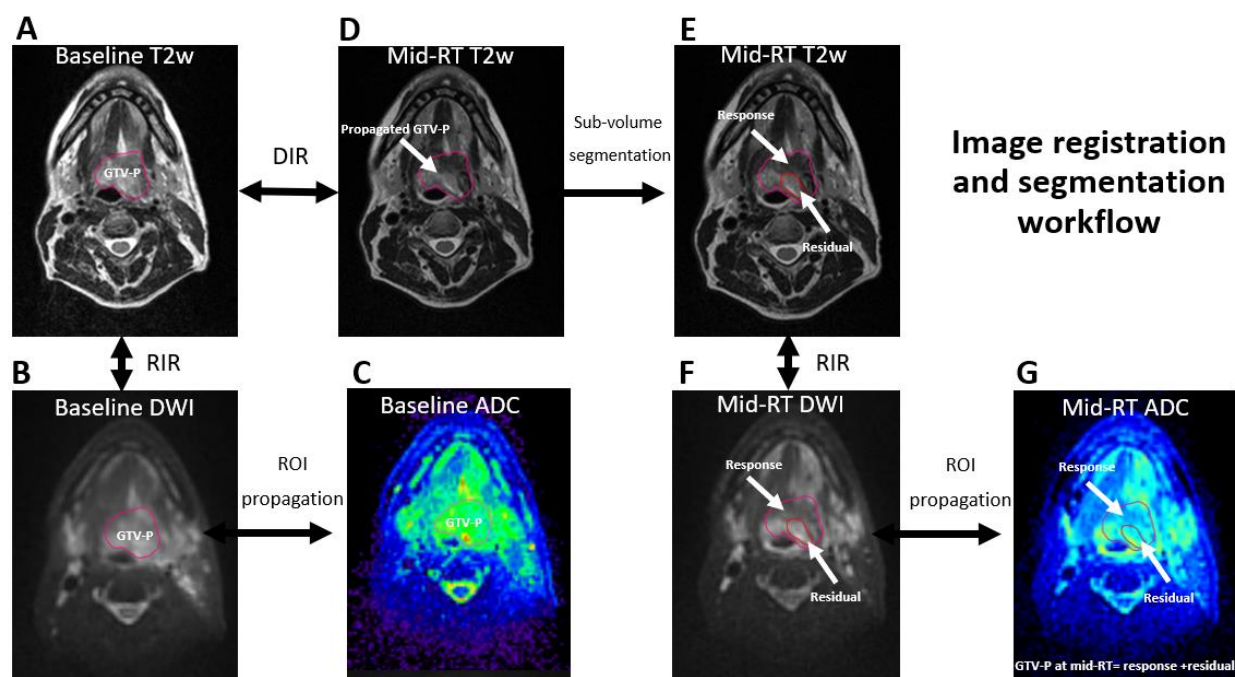 A
Baseline T2w
GTV-P
DIR
D
Mid-RT T2w
Propagated GTV-P
Sub-volume
segmentation
E
Mid-RT T2w
Response
Residual
Image registration
and segmentation
workflow
RIR
RIR
B
Baseline DWI
GTV-P
ROI
propagation
C
Baseline ADC
GTV-P
F
Mid-RT DWI
Response
Residual
ROI
propagation
G
Mid-RT ADC
Response
Residual
GTV-P at mid-RT= response +residual